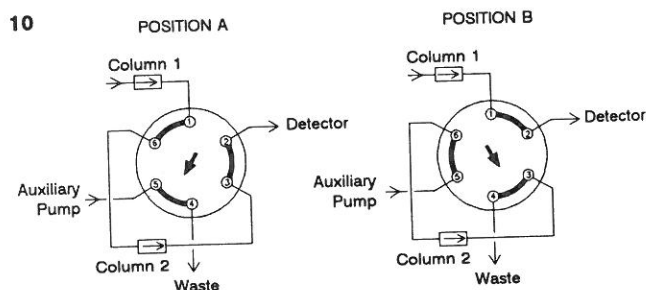 10
POSITION A
Column 1
1
2
3
4
5
6
Detector
Auxiliary
Pump
Column 2
Waste
POSITION B
Column 1
1
2
3
4
5
6
Detector
Auxiliary
Pump
Column 2
Waste